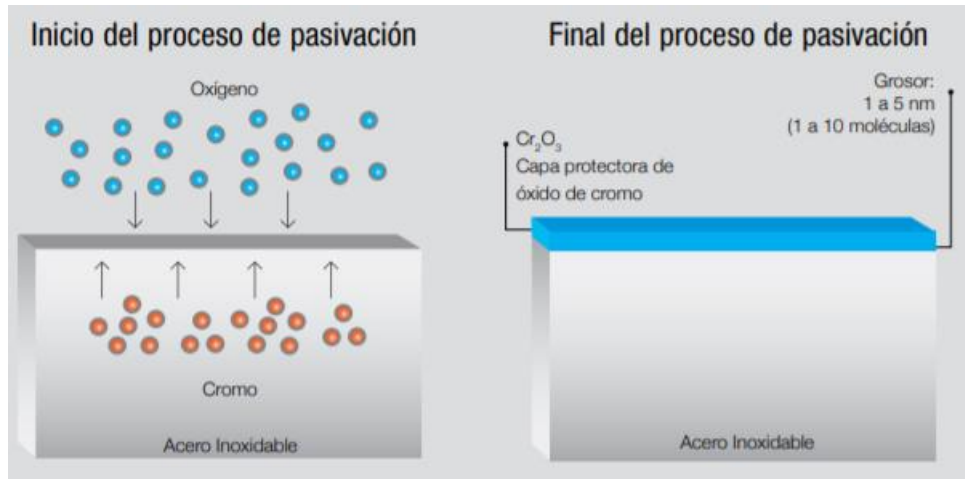 Inicio del proceso de pasivación
Oxígeno
Cromo
Acero Inoxidable
Final del proceso de pasivación
Grosor:
1 a 5 nm
(1 a 10 moléculas)
Cr₂O₃
Capa protectora de
óxido de cromo
Acero Inoxidable